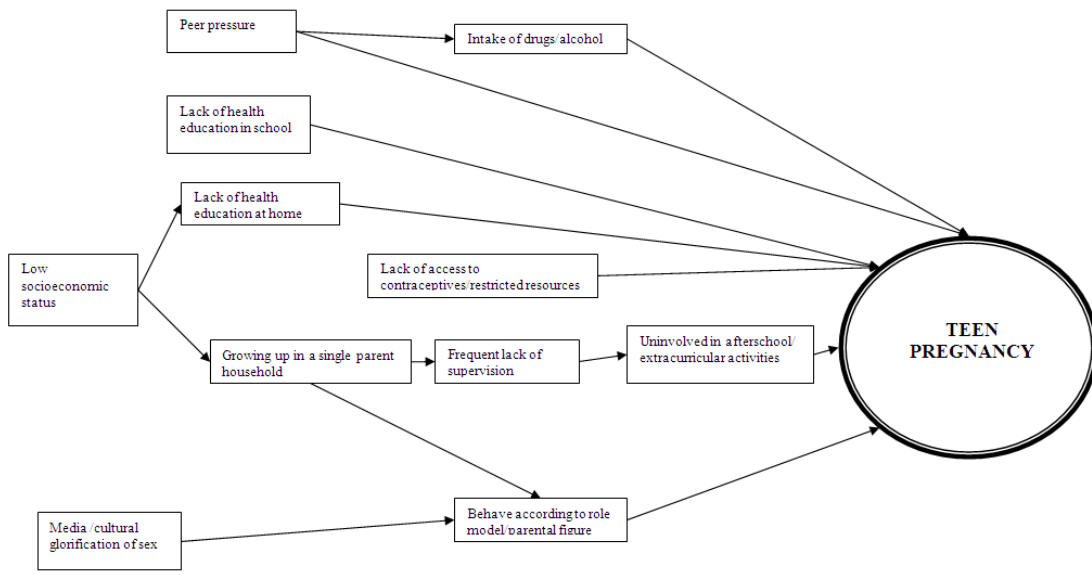 Peer pressure
Intake of drugs/alcohol
Lack of health
education in school
Lack of health
education at home
Low
socioeconomic
status
Lack of access to
contraceptives/restricted resources
TEEN
PREGNANCY
Growing up in a single parent
household
Frequent lack of
supervision
Uninvolved in afterschool/
extracurricular activities
Media /cultural
glorification of sex
Behave according to role
model/parental figure